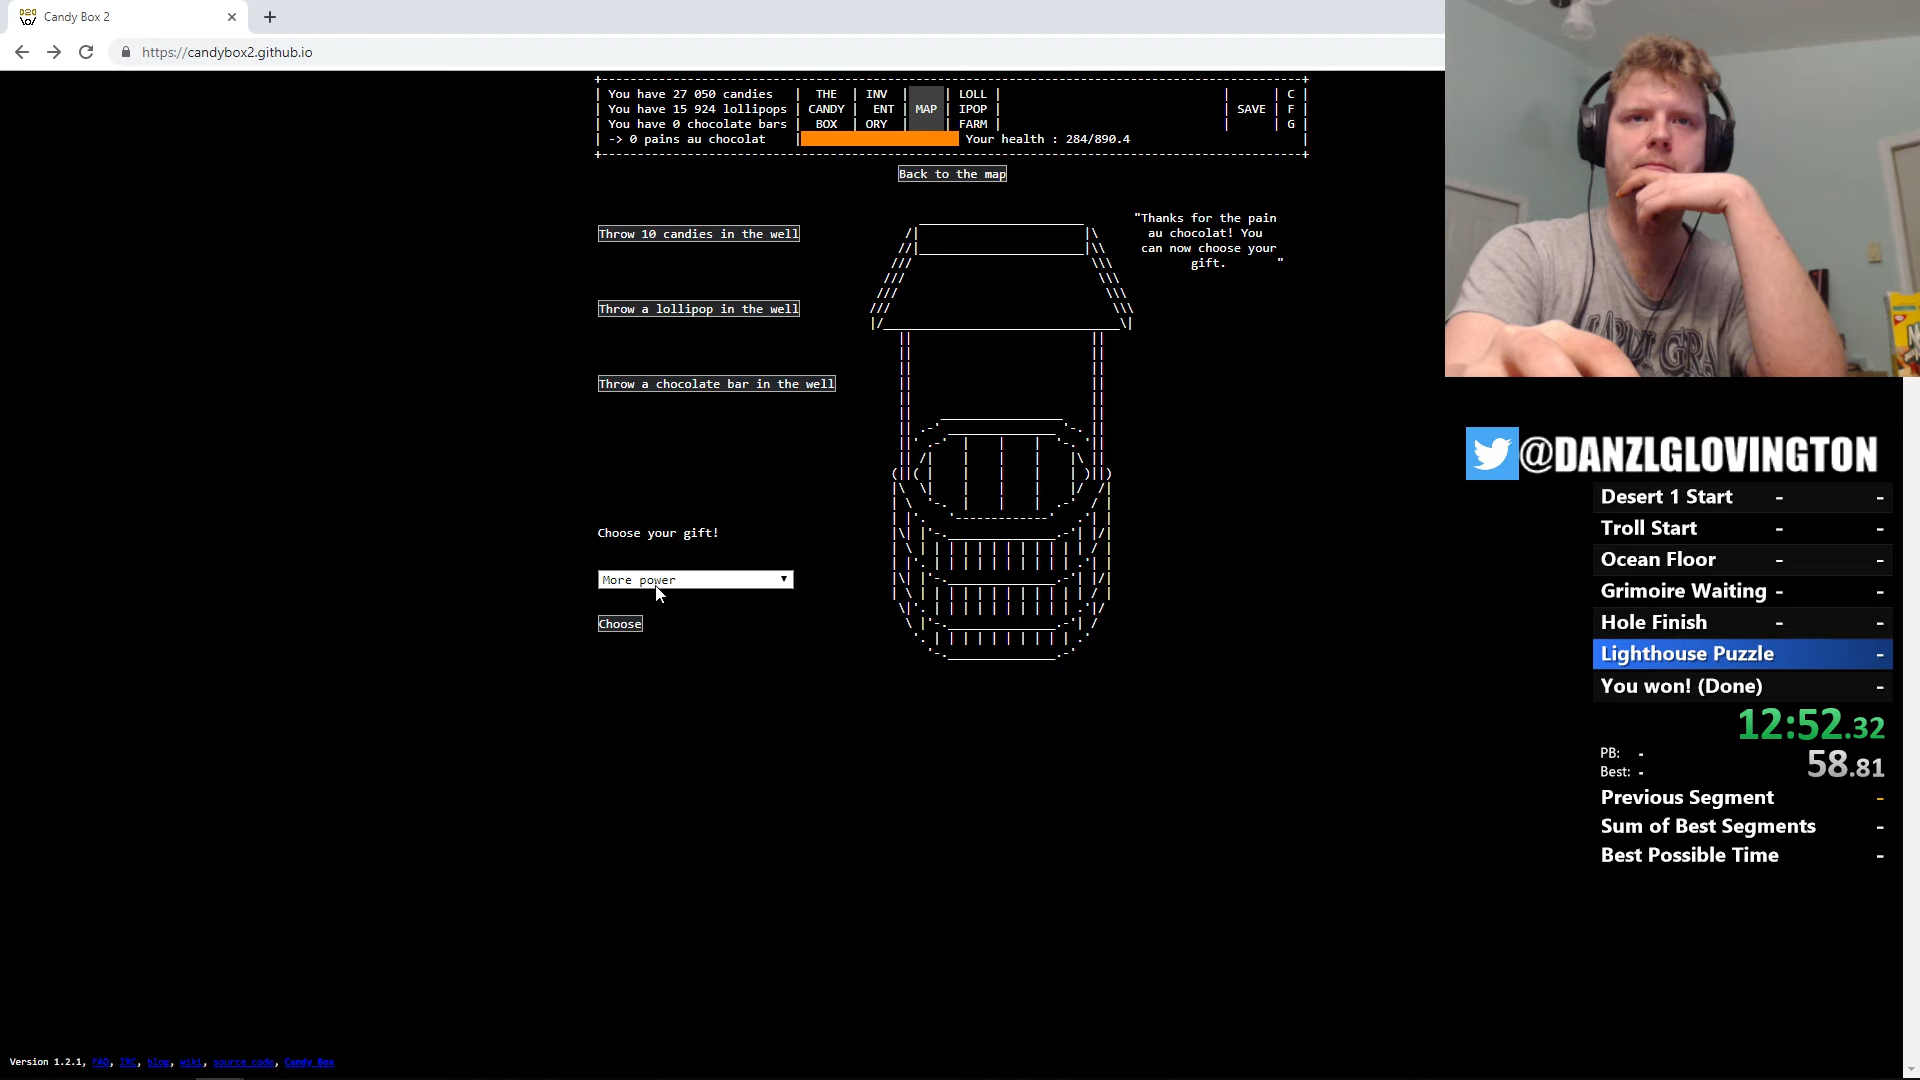 Candy Box 2
https://candybox2.github.io
You have 27 050 candies
You have 15 924 lollipops
You have 0 chocolate bars
-> 0 pains au chocolat
THE
CANDY
BOX
INV
ENT
ORY
MAP
LOLL
IPOP
FARM
Your health : 284/890.4
SAVE
C
F
G
Back to the map
Throw 10 candies in the well
Throw a lollipop in the well
Throw a chocolate bar in the well
"Thanks for the pain
au chocolat! You
can now choose your
gift. "
Choose your gift!
More power
Choose
@DANZLGLOVINGTON
Desert 1 Start - -
Troll Start - -
Ocean Floor - -
Grimoire Waiting - -
Hole Finish - -
Lighthouse Puzzle -
You won! (Done) -
12:52.32
PB: -
Best: -
58.81
Previous Segment -
Sum of Best Segments -
Best Possible Time -
Version 1.2.1, FAQ, IRC, blog, wiki, source code, Candy Box